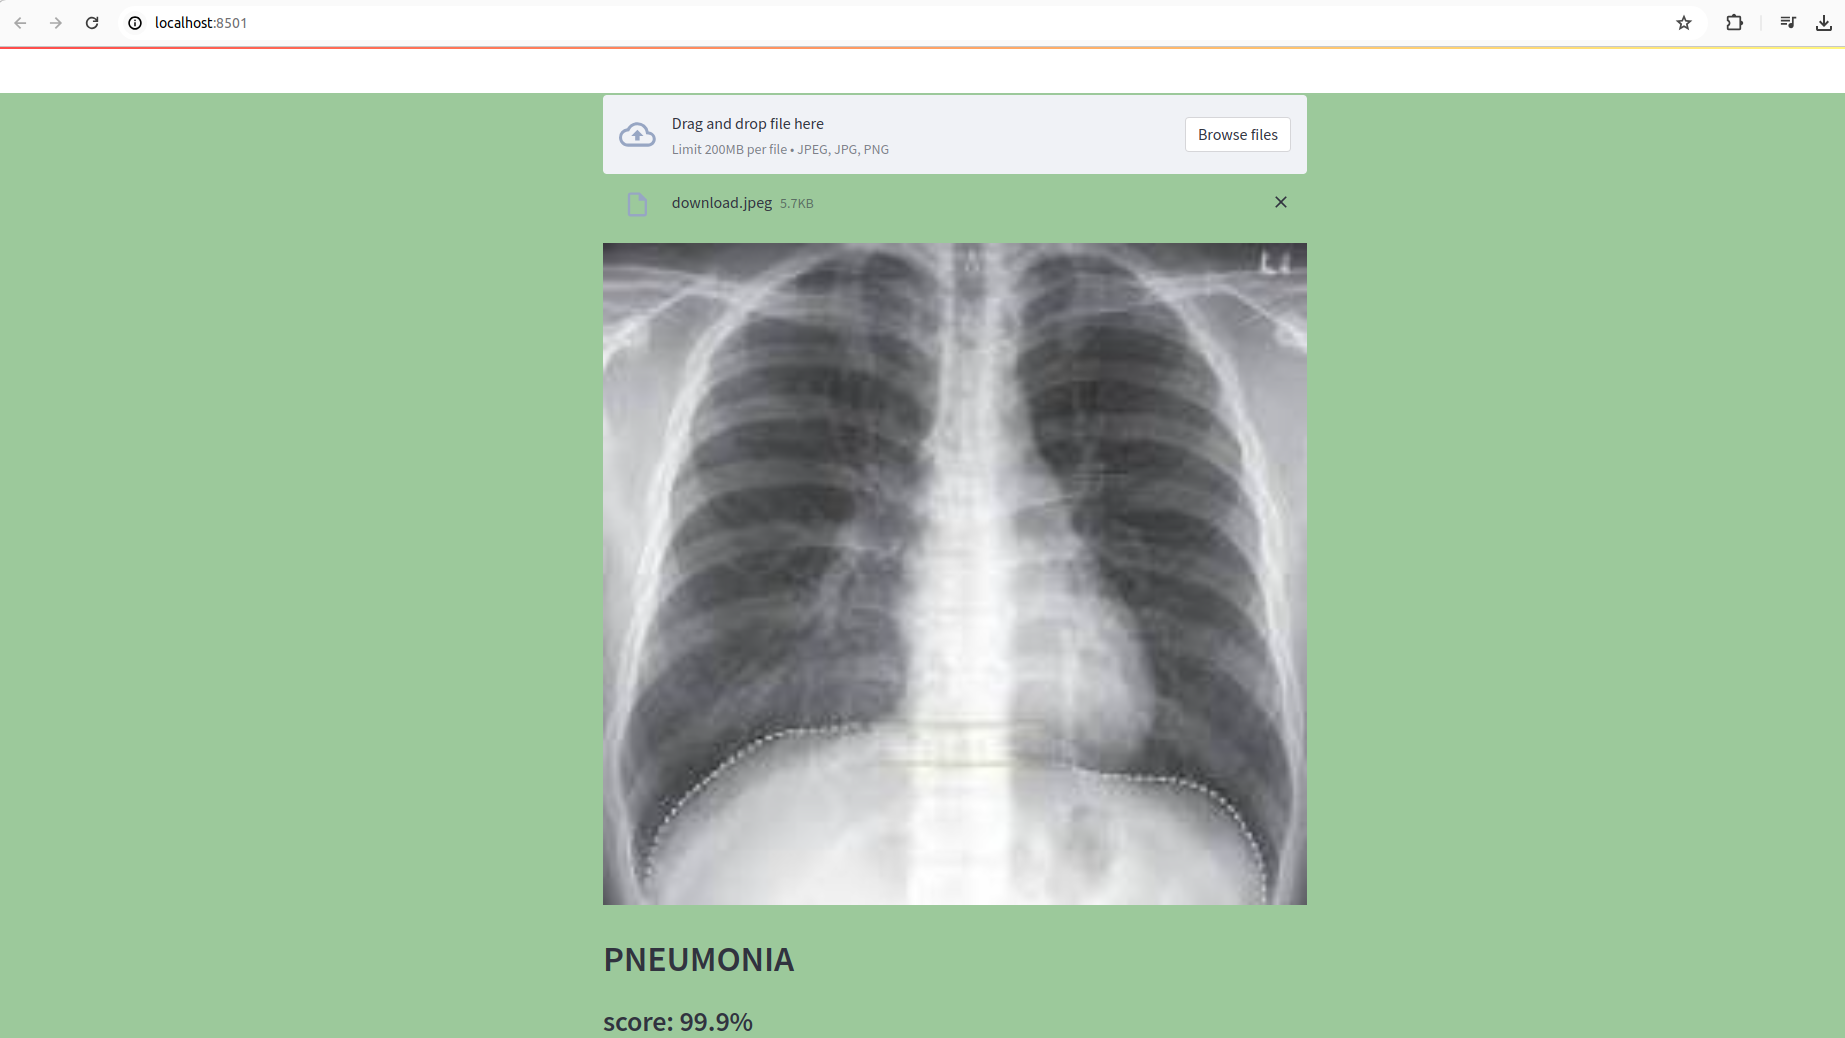 localhost:8501
Drag and drop file here
Limit 200MB per file • JPEG, JPG, PNG
Browse files
download.jpeg 5.7KB
PNEUMONIA
score: 99.9%